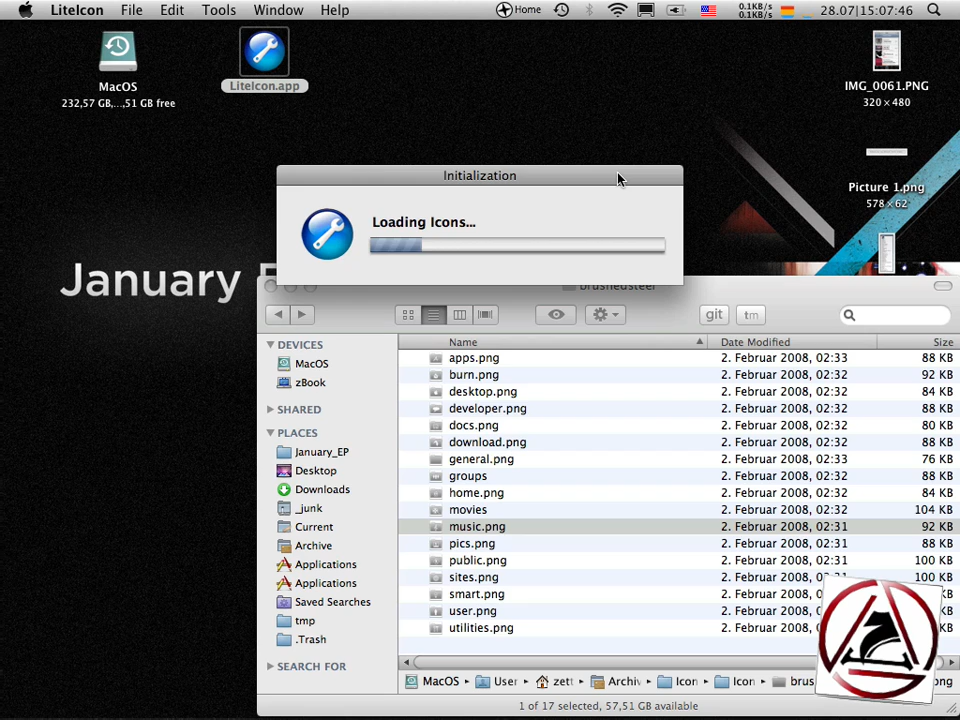 LiteIcon File Edit Tools Window Help Home 0.1KB/s 0.1KB/s 28.07|15:07:46
MacOS
232,57 GB,...,51 GB free
LiteIcon.app
IMG_0061.PNG
320 × 480
Picture 1.png
578 × 62
Initialization
Loading Icons...
January
brushedsteel
git tm
Name Date Modified Size
DEVICES
MacOS
zBook
SHARED
PLACES
January_EP
Desktop
Downloads
_junk
Current
Archive
Applications
Applications
Saved Searches
tmp
.Trash
SEARCH FOR
apps.png 2. Februar 2008, 02:33 88 KB
burn.png 2. Februar 2008, 02:32 92 KB
desktop.png 2. Februar 2008, 02:32 84 KB
developer.png 2. Februar 2008, 02:32 88 KB
docs.png 2. Februar 2008, 02:32 80 KB
download.png 2. Februar 2008, 02:32 88 KB
general.png 2. Februar 2008, 02:32 76 KB
groups 2. Februar 2008, 02:32 88 KB
home.png 2. Februar 2008, 02:32 84 KB
movies 2. Februar 2008, 02:32 104 KB
music.png 2. Februar 2008, 02:31 92 KB
pics.png 2. Februar 2008, 02:31 88 KB
public.png 2. Februar 2008, 02:31 100 KB
sites.png 2. Februar 2008, 02:31 100 KB
smart.png 2. Februar 2008,
user.png 2. Februar 2008,
utilities.png 2. Februar 2008,
MacOS User zett Archiv Icon Icon brus png
1 of 17 selected, 57,51 GB available